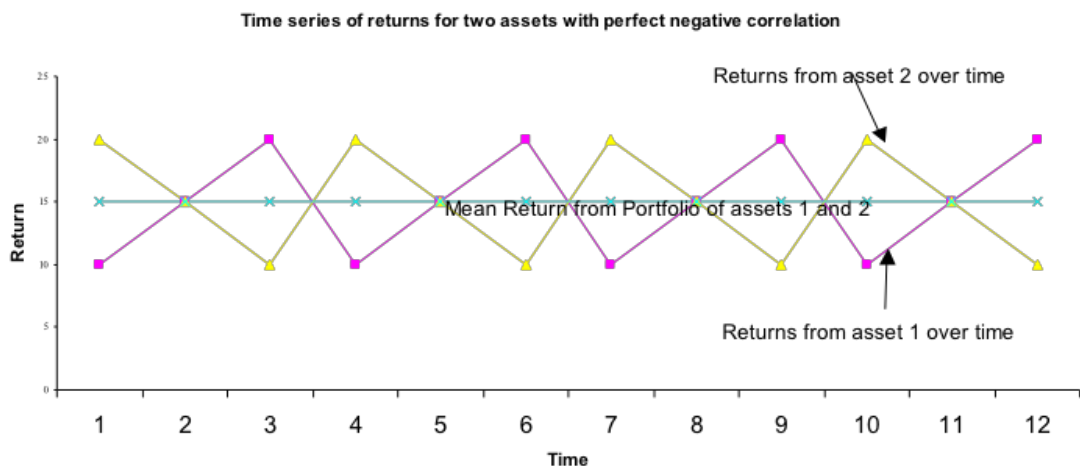 Time series of returns for two assets with perfect negative correlation
25
Returns from asset 2 over time
20
15
Mean Return from Portfolio of assets 1 and 2
Return
10
Returns from asset 1 over time
5
0
1 2 3 4 5 6 7 8 9 10 11 12
Time